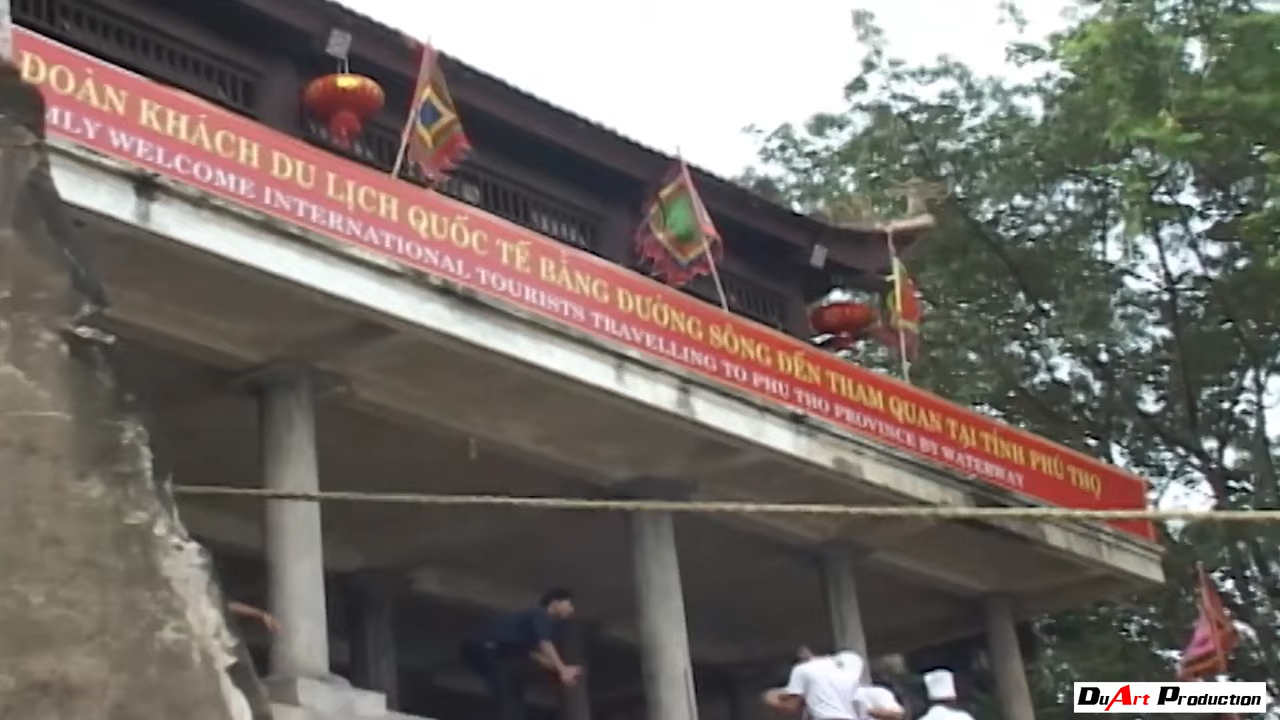 ĐOÀN KHÁCH DU LỊCH QUỐC TẾ BẰNG ĐƯỜNG SÔNG ĐẾN THAM QUAN TẠI TỈNH PHÚ THỌ
WELCOME INTERNATIONAL TOURISTS TRAVELLING TO PHU THO PROVINCE BY WATERWAY
DuArt Production